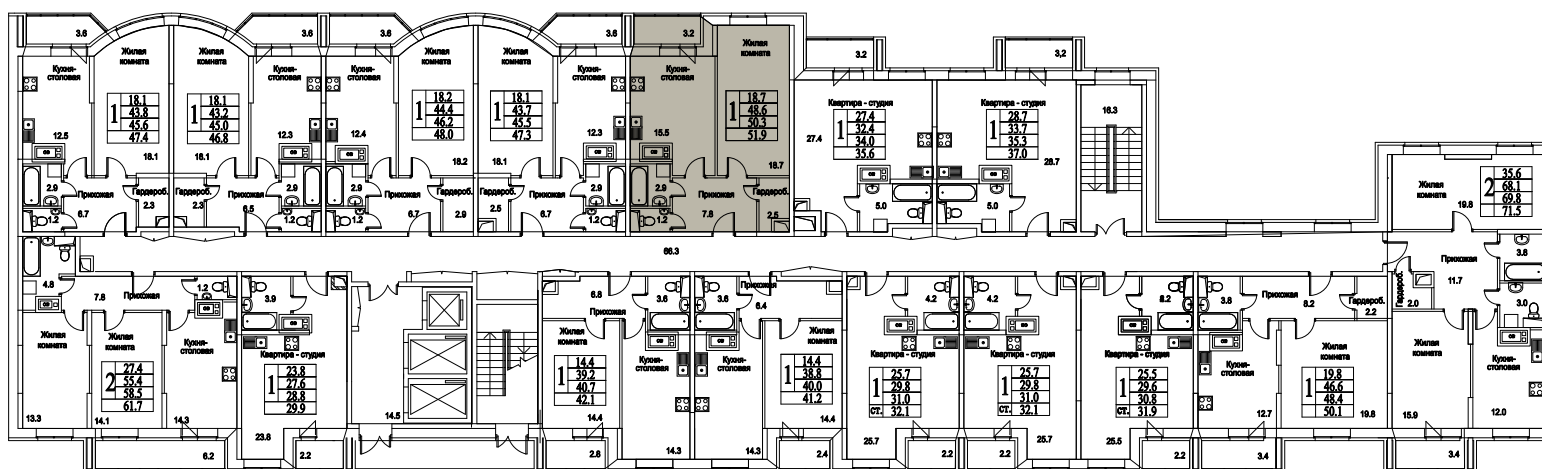 3.6
3.6
3.6
3.6
3.2
3.2
3,2
Кухня-
столовая
Жилая
комната
1
18.1
43.8
45.6
47.4
12.5
18.1
2.9
1.2
Прихожая
6.7
Гардероб.
2.3
Жилая
комната
Кухня-
столовая
1
18.1
43.2
45.0
46.8
18.1
12.3
Гардероб.
2.3
Прихожая
6.5
2.9
1.2
Кухня-
столовая
Жилая
комната
1
18.2
44.4
46.2
48.0
12.4
18.2
2.9
1.2
Прихожая
6.7
Гардероб.
2.9
Жилая
комната
Кухня-
столовая
1
18.1
43.7
45.5
47.3
18.1
12.3
Гардероб.
2.5
Прихожая
6.7
2.9
1.2
Кухня-
столовая
Жилая
комната
1
18.7
48.6
50.3
51.9
15.5
18.7
2.9
1.2
Прихожая
7.8
Гардероб.
2.5
Квартира - студия
1
27.4
32.4
34.0
35.6
27.4
5.0
Квартира - студия
1
28.7
33.7
35.3
37.0
28.7
5.0
16.3
Жилая
комната
2
35.6
68.1
69.8
71.5
19.8
Прихожая
11.7
3.8
3.0
Гардероб.
2.0
Жилая
комната
15.9
Кухня-
столовая
12.0
3.4
66.3
4.8
7.8
Прихожая
1.2
Жилая
комната
Жилая
комната
Кухня-
столовая
2
27.4
55.4
58.5
61.7
13.3
14.1
14.3
6.2
3.9
Квартира - студия
1
23.8
27.6
28.8
29.9
23.8
2.2
14.5
6.8
Прихожая
3.6
Жилая
комната
Кухня-
столовая
1
14.4
39.2
40.7
42.1
14.4
14.3
2.8
3.6
Прихожая
6.4
Кухня-
столовая
Жилая
комната
1
14.4
38.8
40.0
41.2
14.4
14.3
2.4
4.2
Квартира - студия
1
25.7
29.8
31.0
ст. 32.1
25.7
2.2
4.2
Квартира - студия
1
25.7
29.8
31.0
ст. 32.1
25.7
2.2
8.2
Квартира - студия
1
25.5
29.6
30.8
ст. 31.9
25.5
2.2
3.8
Прихожая
8.2
Гардероб.
2.2
Кухня-
столовая
Жилая
комната
1
19.8
46.6
48.4
50.1
12.7
19.8
3.4